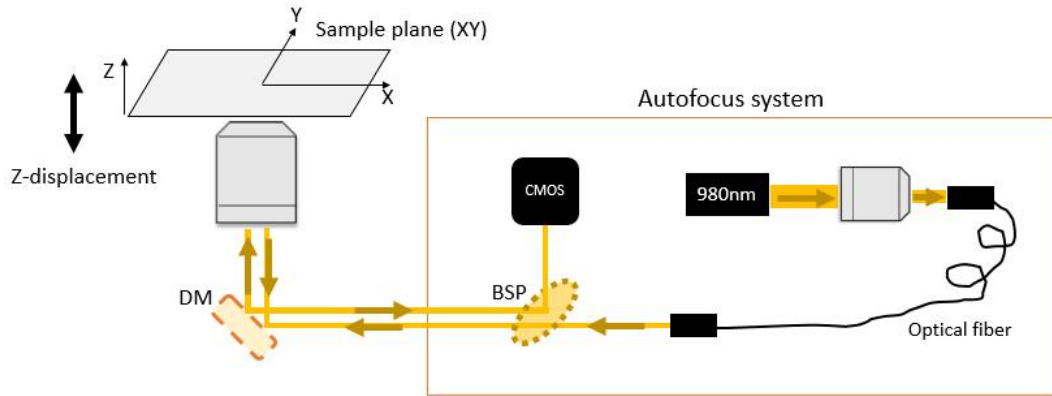 Y
Sample plane (XY)
Z
X
Z-displacement
Autofocus system
CMOS
980nm
DM
BSP
Optical fiber